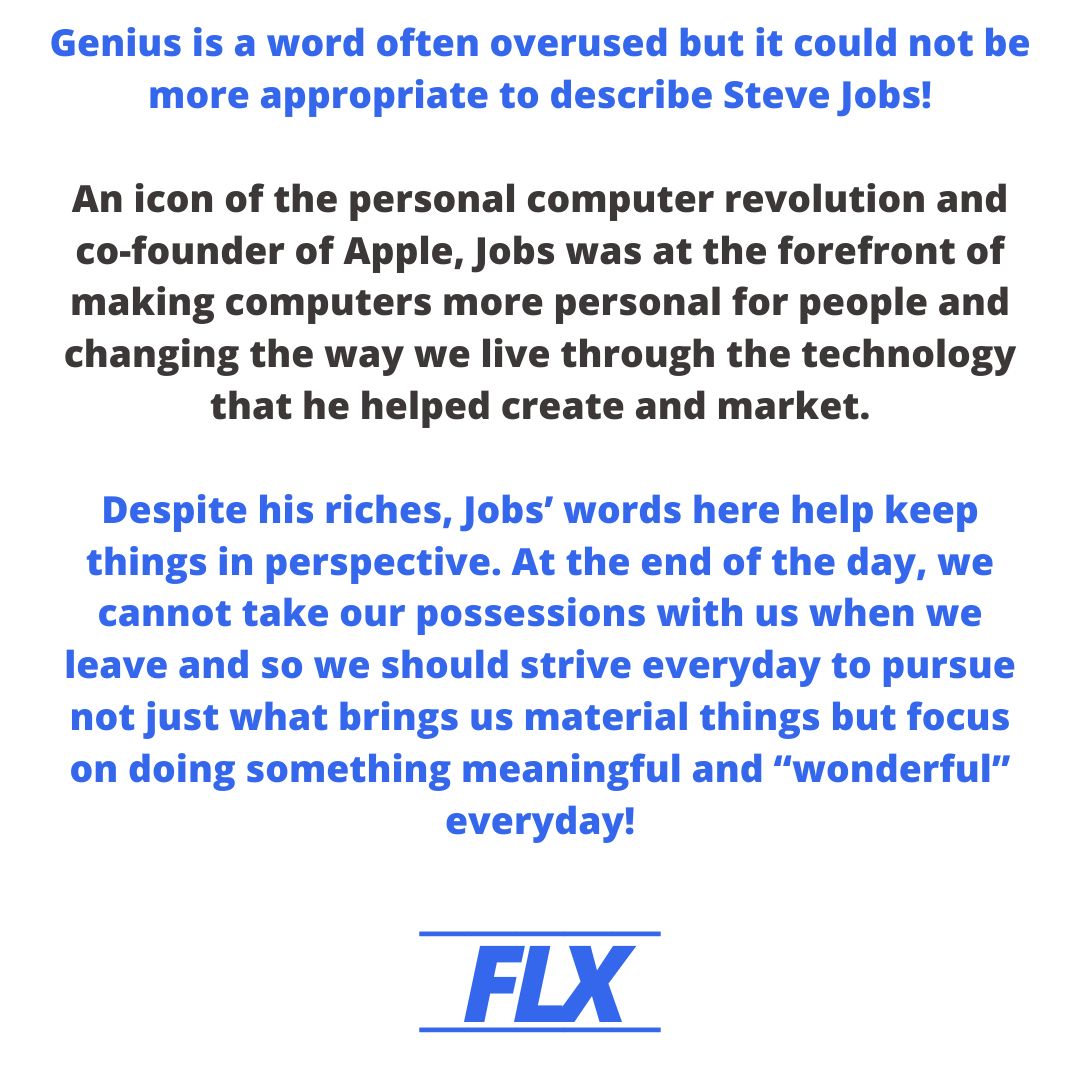 Genius is a word often overused but it could not be
more appropriate to describe Steve Jobs!
An icon of the personal computer revolution and
co-founder of Apple, Jobs was at the forefront of
making computers more personal for people and
changing the way we live through the technology
that he helped create and market.
Despite his riches, Jobs’ words here help keep
things in perspective. At the end of the day, we
cannot take our possessions with us when we
leave and so we should strive everyday to pursue
not just what brings us material things but focus
on doing something meaningful and “wonderful”
everyday!
FLX